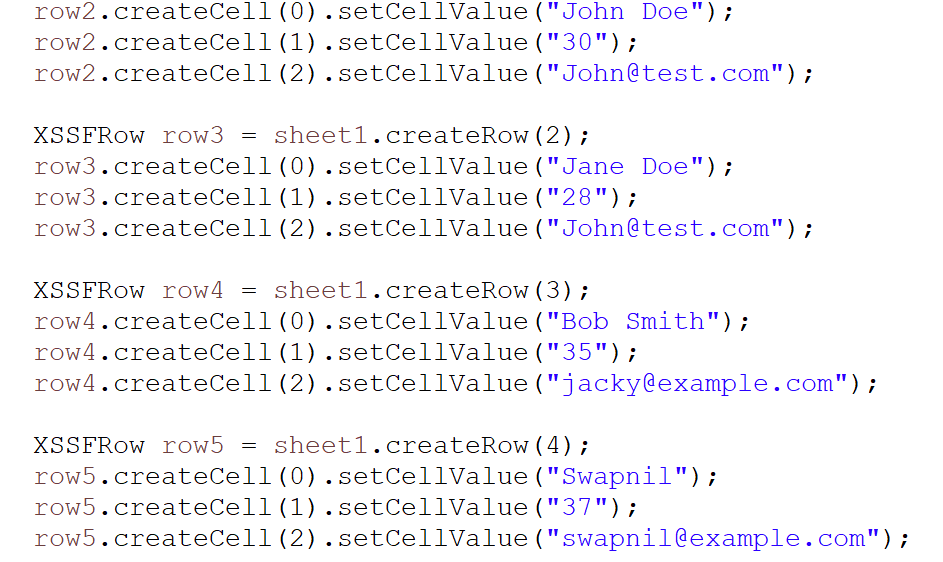 row2.createCell(0).setCellValue("John Doe");
row2.createCell(1).setCellValue("30");
row2.createCell(2).setCellValue("John@test.com");
XSSFRow row3 = sheet1.createRow(2);
row3.createCell(0).setCellValue("Jane Doe");
row3.createCell(1).setCellValue("28");
row3.createCell(2).setCellValue("John@test.com");
XSSFRow row4 = sheet1.createRow(3);
row4.createCell(0).setCellValue("Bob Smith");
row4.createCell(1).setCellValue("35");
row4.createCell(2).setCellValue("jacky@example.com");
XSSFRow row5 = sheet1.createRow(4);
row5.createCell(0).setCellValue("Swapnil");
row5.createCell(1).setCellValue("37");
row5.createCell(2).setCellValue("swapnil@example.com");